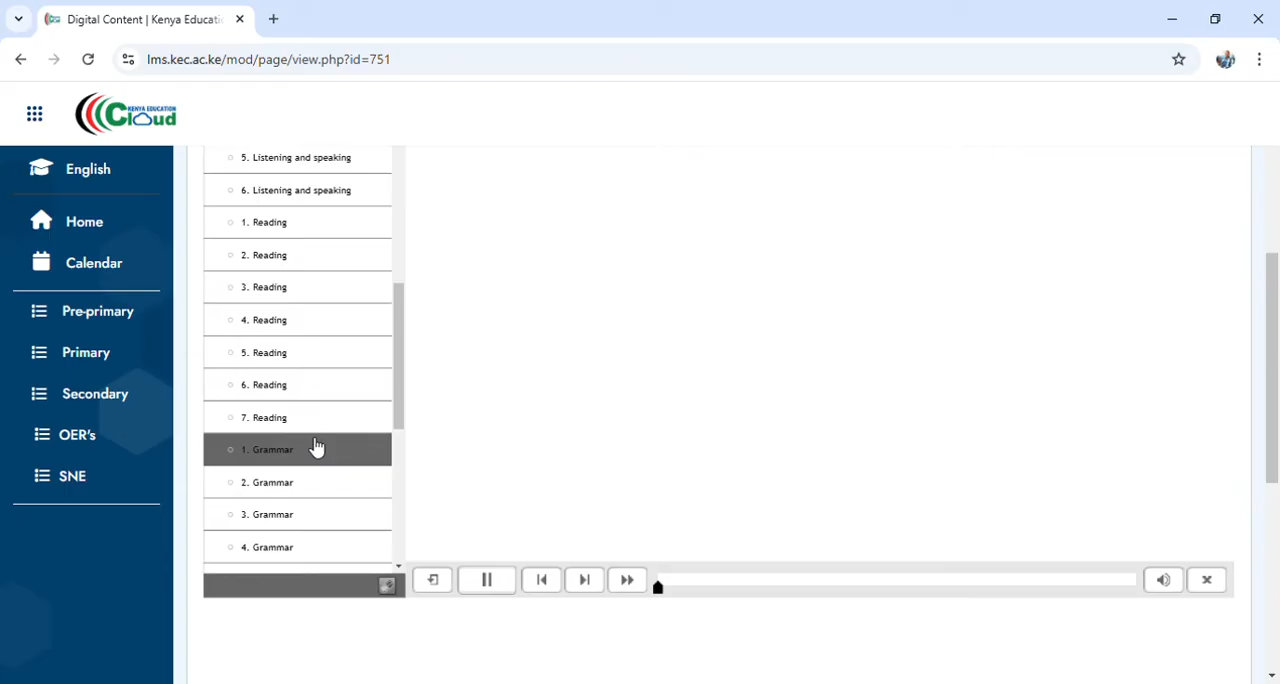 Digital Content | Kenya Educati
lms.kec.ac.ke/mod/page/view.php?id=751
KENYA EDUCATION
Cloud
English
Home
Calendar
Pre-primary
Primary
Secondary
OER's
SNE
5. Listening and speaking
6. Listening and speaking
1. Reading
2. Reading
3. Reading
4. Reading
5. Reading
6. Reading
7. Reading
1. Grammar
2. Grammar
3. Grammar
4. Grammar